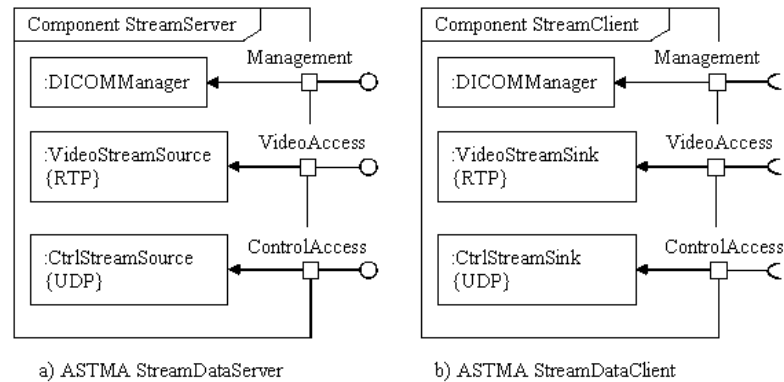 Component StreamServer
Management
:DICOMManager
VideoAccess
:VideoStreamSource
{RTP}
ControlAccess
:CtrlStreamSource
{UDP}
a) ASTMA StreamDataServer
Component StreamClient
Management
:DICOMManager
VideoAccess
:VideoStreamSink
{RTP}
ControlAccess
:CtrlStreamSink
{UDP}
b) ASTMA StreamDataClient